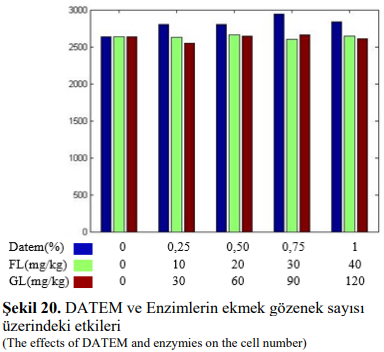 3000
2500
2000
1500
1000
500
0
Datem(%) 0 0,25 0,50 0,75 1
FL(mg/kg) 0 10 20 30 40
GL(mg/kg) 0 30 60 90 120
Şekil 20. DATEM ve Enzimlerin ekmek gözenek sayısı
üzerindeki etkileri
(The effects of DATEM and enzymies on the cell number)